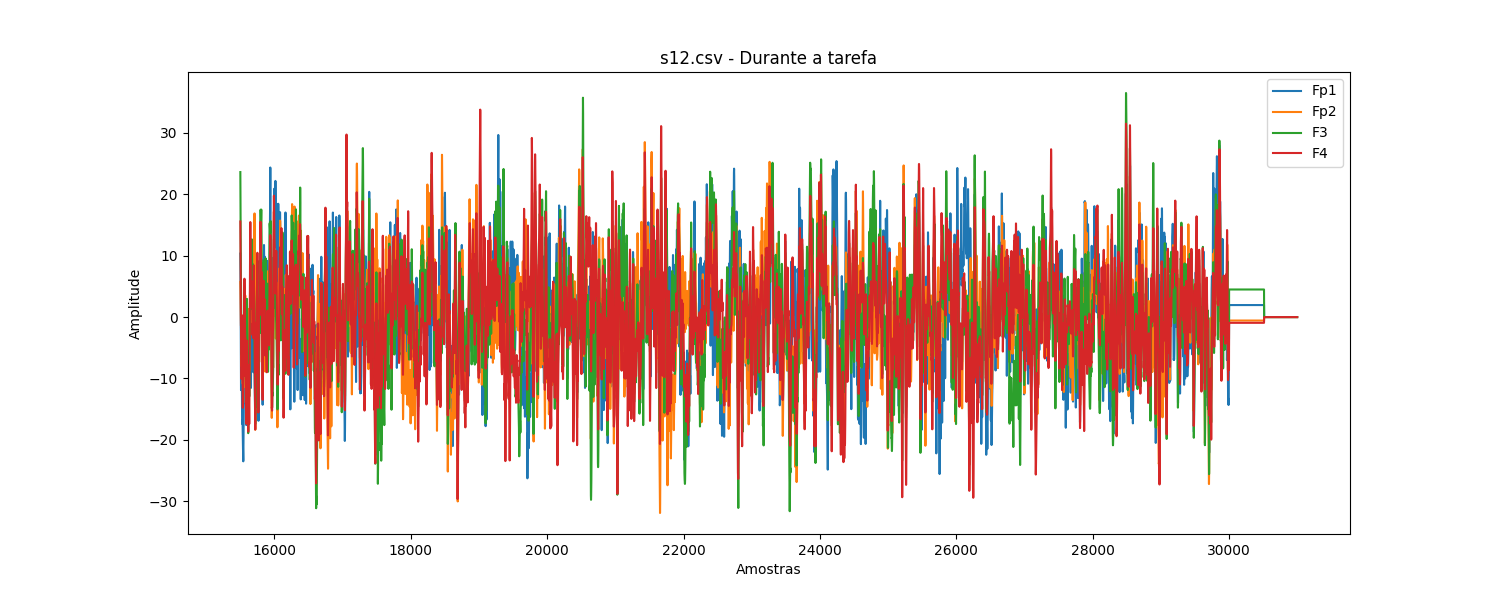 s12.csv - Durante a tarefa
Fp1
Fp2
F3
F4
Amplitude
30
20
10
0
−10
−20
−30
16000 18000 20000 22000 24000 26000 28000 30000
Amostras